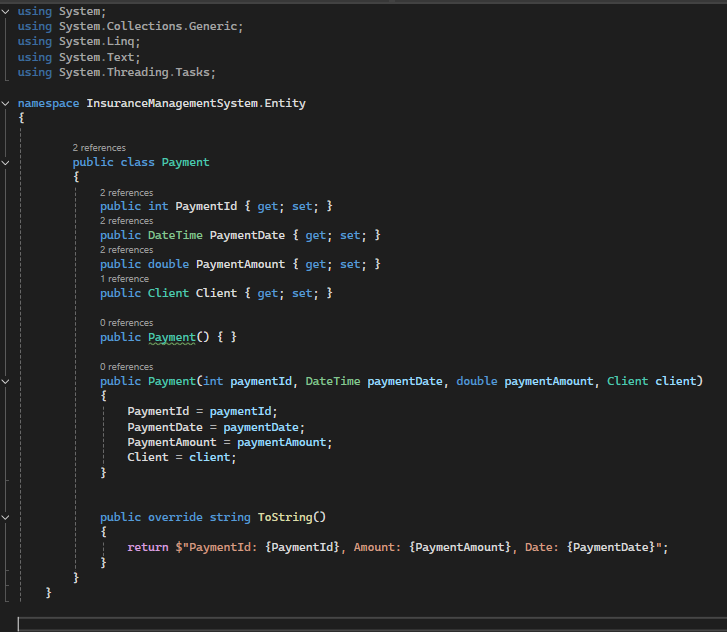 using System;
using System.Collections.Generic;
using System.Linq;
using System.Text;
using System.Threading.Tasks;
namespace InsuranceManagementSystem.Entity
{
2 references
public class Payment
{
2 references
public int PaymentId { get; set; }
2 references
public DateTime PaymentDate { get; set; }
2 references
public double PaymentAmount { get; set; }
1 reference
public Client Client { get; set; }
0 references
public Payment() { }
0 references
public Payment(int paymentId, DateTime paymentDate, double paymentAmount, Client client)
{
PaymentId = paymentId;
PaymentDate = paymentDate;
PaymentAmount = paymentAmount;
Client = client;
}
public override string ToString()
{
return $"PaymentId: {PaymentId}, Amount: {PaymentAmount}, Date: {PaymentDate}";
}
}
}